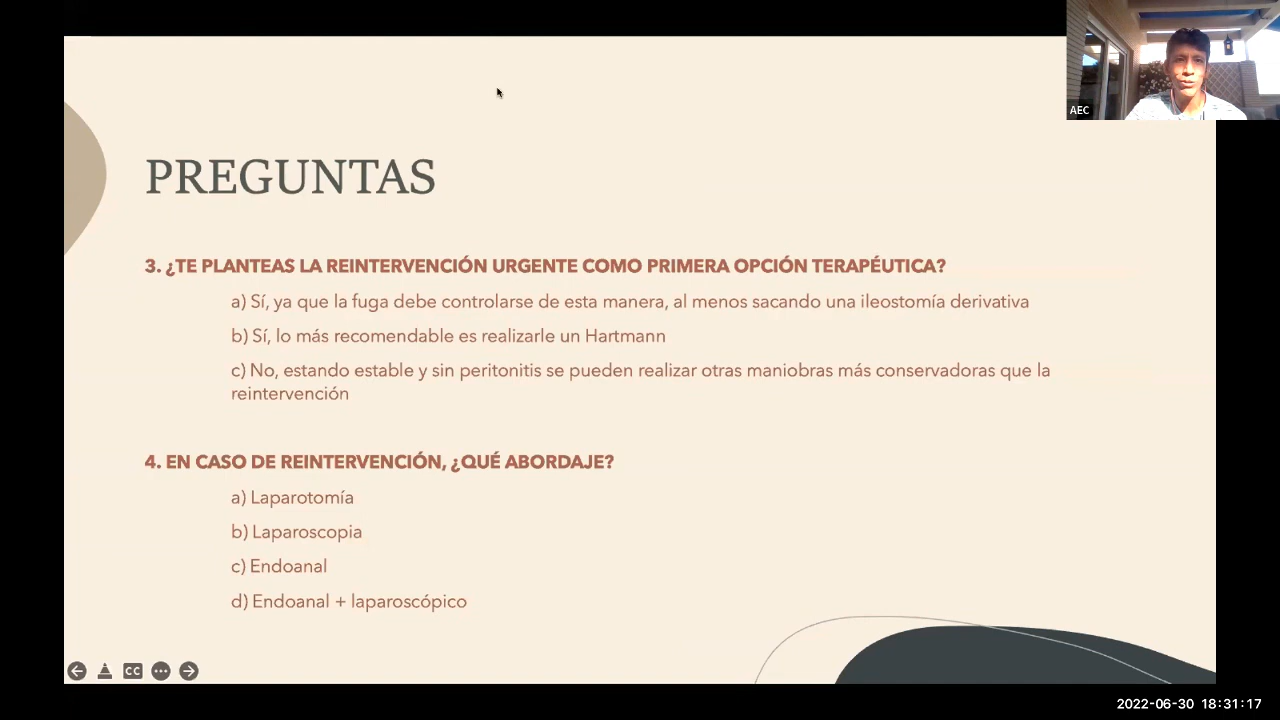 AEC
PREGUNTAS
3. ¿TE PLANTEAS LA REINTERVENCIÓN URGENTE COMO PRIMERA OPCIÓN TERAPÉUTICA?
a) Sí, ya que la fuga debe controlarse de esta manera, al menos sacando una ileostomía derivativa
b) Sí, lo más recomendable es realizarle un Hartmann
c) No, estando estable y sin peritonitis se pueden realizar otras maniobras más conservadoras que la
reintervención
4. EN CASO DE REINTERVENCIÓN, ¿QUÉ ABORDAJE?
a) Laparotomía
b) Laparoscopia
c) Endoanal
d) Endoanal + laparoscópico
CC
2022-06-30 18:31:17